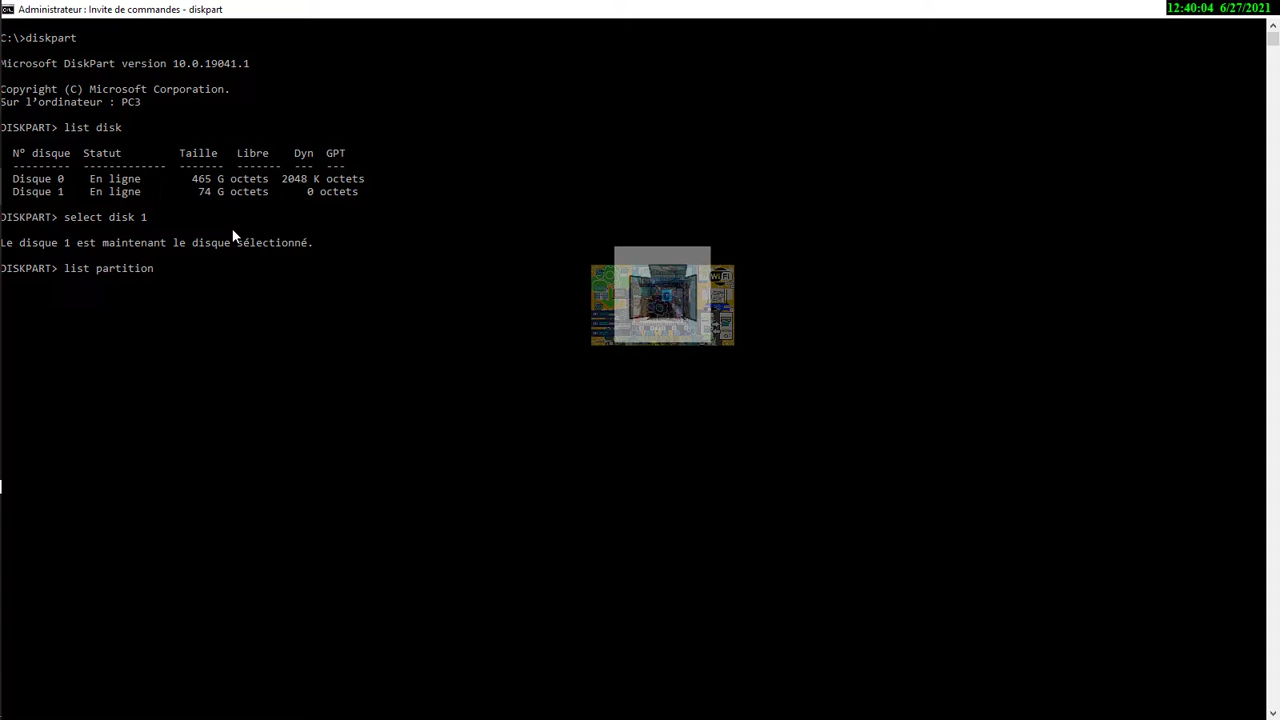 Administrateur : Invite de commandes - diskpart
12:40:04 6/27/2021
C:\>diskpart
Microsoft DiskPart version 10.0.19041.1
Copyright (C) Microsoft Corporation.
Sur l’ordinateur : PC3
DISKPART> list disk
N° disque Statut Taille Libre Dyn GPT
--------- ------------- ------- ------- --- ---
Disque 0 En ligne 465 G octets 2048 K octets
Disque 1 En ligne 74 G octets 0 octets
DISKPART> select disk 1
Le disque 1 est maintenant le disque sélectionné.
DISKPART> list partition
WiFi